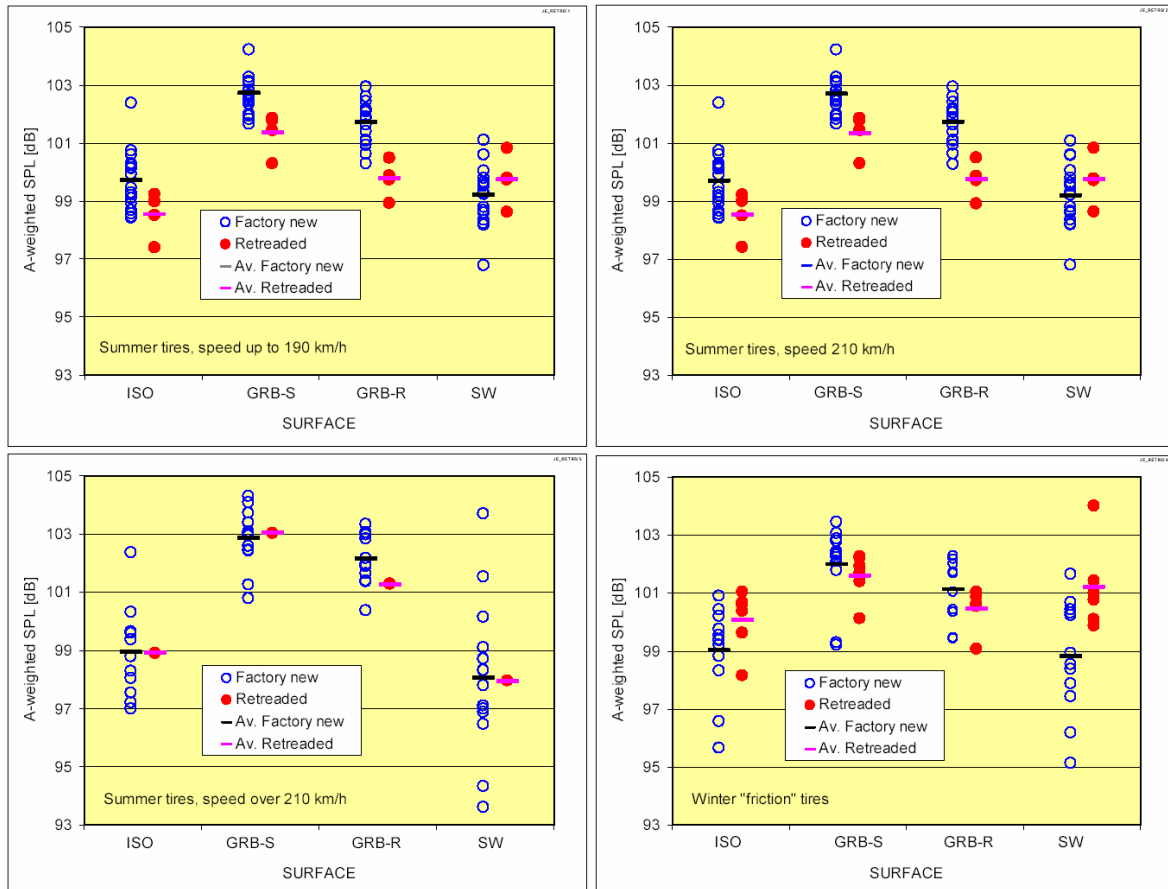 JE_RETRB/1
105
103
101
99
97
95
93
A-weighted SPL [dB]
Factory new
Retreaded
Av. Factory new
Av. Retreaded
Summer tires, speed up to 190 km/h
ISO GRB-S GRB-R SW
SURFACE
105
103
101
99
97
95
93
A-weighted SPL [dB]
Factory new
Retreaded
Av. Factory new
Av. Retreaded
Summer tires, speed 210 km/h
ISO GRB-S GRB-R SW
SURFACE
105
103
101
99
97
95
93
A-weighted SPL [dB]
Factory new
Retreaded
Av. Factory new
Av. Retreaded
Summer tires, speed over 210 km/h
ISO GRB-S GRB-R SW
SURFACE
105
103
101
99
97
95
93
A-weighted SPL [dB]
Factory new
Retreaded
Av. Factory new
Av. Retreaded
Winter "friction" tires
ISO GRB-S GRB-R SW
SURFACE